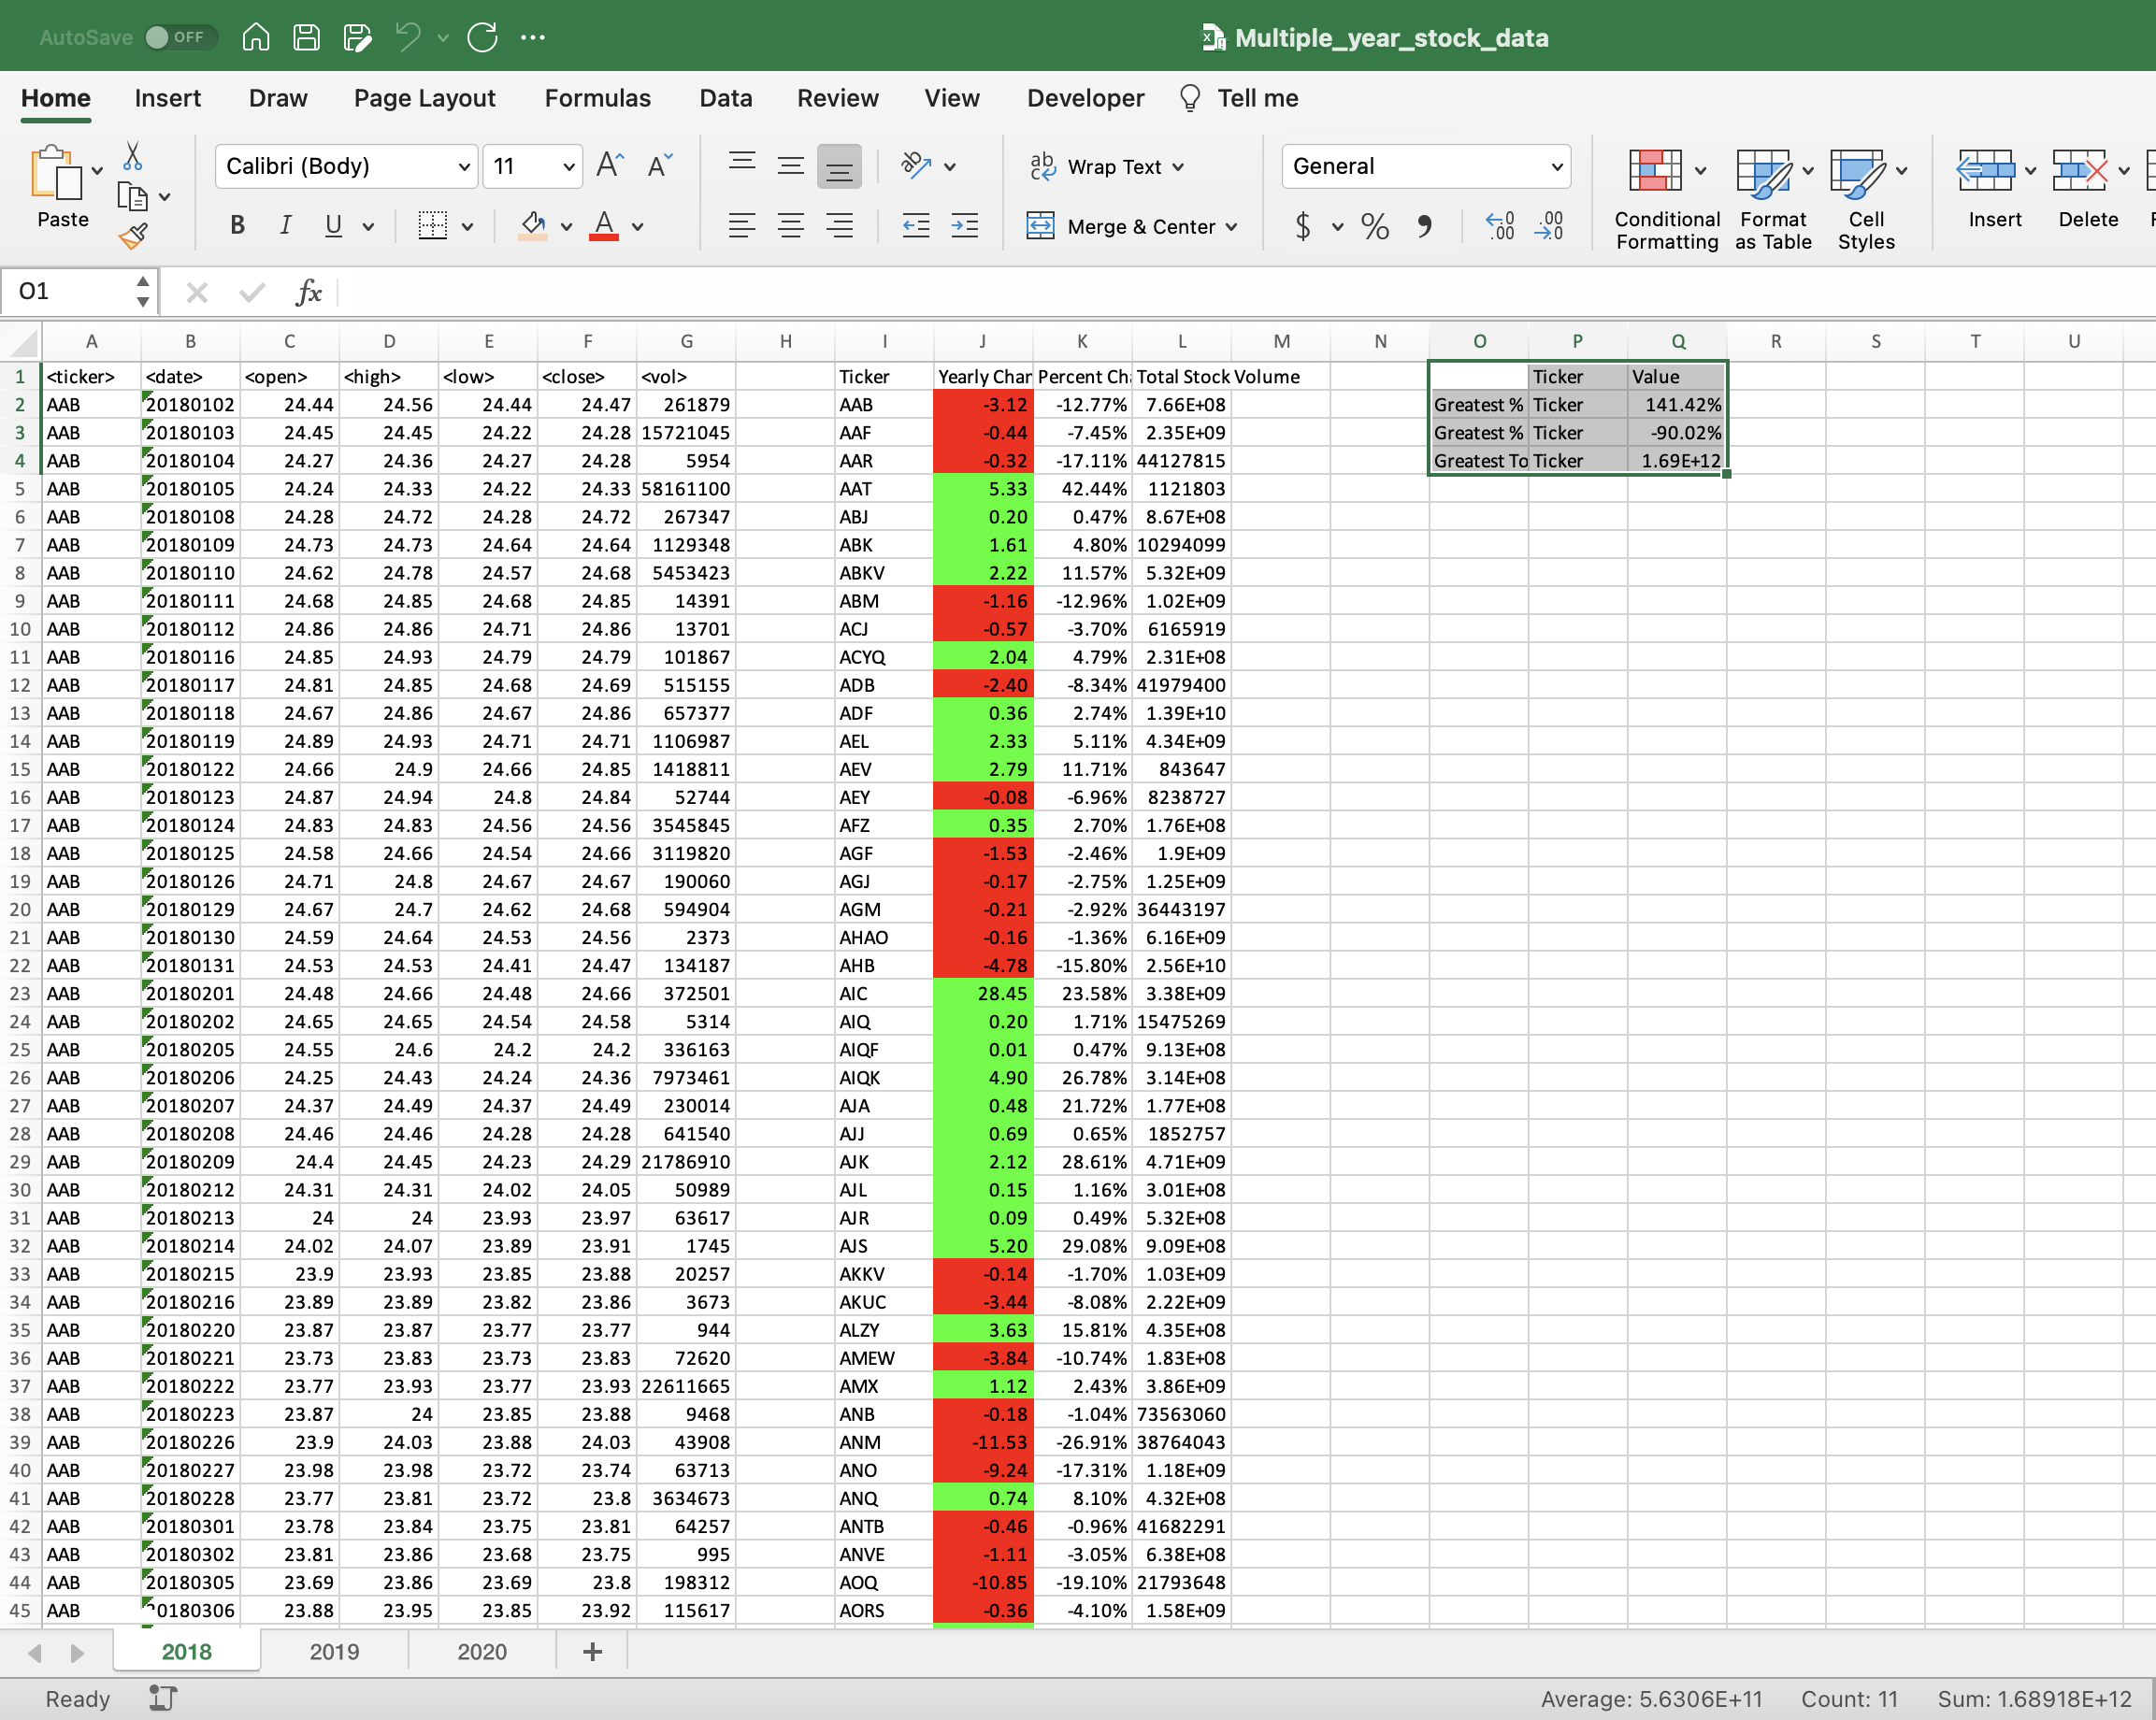 AutoSave OFF Multiple_year_stock_data
Home Insert Draw Page Layout Formulas Data Review View Developer Tell me
Calibri (Body) 11 Wrap Text General
Paste B I U A Merge & Center $ % Conditional Formatting Format as Table Cell Styles Insert Delete
O1 fx
A B C D E F G H I J K L M N O P Q R S T U
1 <ticker> <date> <open> <high> <low> <close> <vol> Ticker Yearly Char Percent Ch Total Stock Volume Ticker Value
2 AAB 20180102 24.44 24.56 24.44 24.47 261879 AAB -3.12 -12.77% 7.66E+08 Greatest % Ticker 141.42%
3 AAB 20180103 24.45 24.45 24.22 24.28 15721045 AAF -0.44 -7.45% 2.35E+09 Greatest % Ticker -90.02%
4 AAB 20180104 24.27 24.36 24.27 24.28 5954 AAR -0.32 -17.11% 44127815 Greatest To Ticker 1.69E+12
5 AAB 20180105 24.24 24.33 24.22 24.33 58161100 AAT 5.33 42.44% 1121803
6 AAB 20180108 24.28 24.72 24.28 24.72 267347 ABJ 0.20 0.47% 8.67E+08
7 AAB 20180109 24.73 24.73 24.64 24.64 1129348 ABK 1.61 4.80% 10294099
8 AAB 20180110 24.62 24.78 24.57 24.68 5453423 ABKV 2.22 11.57% 5.32E+09
9 AAB 20180111 24.68 24.85 24.68 24.85 14391 ABM -1.16 -12.96% 1.02E+09
10 AAB 20180112 24.86 24.86 24.71 24.86 13701 ACJ -0.57 -3.70% 6165919
11 AAB 20180116 24.85 24.93 24.79 24.79 101867 ACYQ 2.04 4.79% 2.31E+08
12 AAB 20180117 24.81 24.85 24.68 24.69 515155 ADB -2.40 -8.34% 41979400
13 AAB 20180118 24.67 24.86 24.67 24.86 657377 ADF 0.36 2.74% 1.39E+10
14 AAB 20180119 24.89 24.93 24.71 24.71 1106987 AEL 2.33 5.11% 4.34E+09
15 AAB 20180122 24.66 24.9 24.66 24.85 1418811 AEV 2.79 11.71% 843647
16 AAB 20180123 24.87 24.94 24.8 24.84 52744 AEY -0.08 -6.96% 8238727
17 AAB 20180124 24.83 24.83 24.56 24.56 3545845 AFZ 0.35 2.70% 1.76E+08
18 AAB 20180125 24.58 24.66 24.54 24.66 3119820 AGF -1.53 -2.46% 1.9E+09
19 AAB 20180126 24.71 24.8 24.67 24.67 190060 AGJ -0.17 -2.75% 1.25E+09
20 AAB 20180129 24.67 24.7 24.62 24.68 594904 AGM -0.21 -2.92% 36443197
21 AAB 20180130 24.59 24.64 24.53 24.56 2373 AHAO -0.16 -1.36% 6.16E+09
22 AAB 20180131 24.53 24.53 24.41 24.47 134187 AHB -4.78 -15.80% 2.56E+10
23 AAB 20180201 24.48 24.66 24.48 24.66 372501 AIC 28.45 23.58% 3.38E+09
24 AAB 20180202 24.65 24.65 24.54 24.58 5314 AIQ 0.20 1.71% 15475269
25 AAB 20180205 24.55 24.6 24.2 24.2 336163 AIQF 0.01 0.47% 9.13E+08
26 AAB 20180206 24.25 24.43 24.24 24.36 7973461 AIQK 4.90 26.78% 3.14E+08
27 AAB 20180207 24.37 24.49 24.37 24.49 230014 AJA 0.48 21.72% 1.77E+08
28 AAB 20180208 24.46 24.46 24.28 24.28 641540 AJJ 0.69 0.65% 1852757
29 AAB 20180209 24.4 24.45 24.23 24.29 21786910 AJK 2.12 28.61% 4.71E+09
30 AAB 20180212 24.31 24.31 24.02 24.05 50989 AJL 0.15 1.16% 3.01E+08
31 AAB 20180213 24 24 23.93 23.97 63617 AJR 0.09 0.49% 5.32E+08
32 AAB 20180214 24.02 24.07 23.89 23.91 1745 AJS 5.20 29.08% 9.09E+08
33 AAB 20180215 23.9 23.93 23.85 23.88 20257 AKKV -0.14 -1.70% 1.03E+09
34 AAB 20180216 23.89 23.89 23.82 23.86 3673 AKUC -3.44 -8.08% 2.22E+09
35 AAB 20180220 23.87 23.87 23.77 23.77 944 ALZY 3.63 15.81% 4.35E+08
36 AAB 20180221 23.73 23.83 23.73 23.83 72620 AMEW -3.84 -10.74% 1.83E+08
37 AAB 20180222 23.77 23.93 23.77 23.93 22611665 AMX 1.12 2.43% 3.86E+09
38 AAB 20180223 23.87 24 23.85 23.88 9468 ANB -0.18 -1.04% 73563060
39 AAB 20180226 23.9 24.03 23.88 24.03 43908 ANM -11.53 -26.91% 38764043
40 AAB 20180227 23.98 23.98 23.72 23.74 63713 ANO -9.24 -17.31% 1.18E+09
41 AAB 20180228 23.77 23.81 23.72 23.8 3634673 ANQ 0.74 8.10% 4.32E+08
42 AAB 20180301 23.78 23.84 23.75 23.81 64257 ANTB -0.46 -0.96% 41682291
43 AAB 20180302 23.81 23.86 23.68 23.75 995 ANVE -1.11 -3.05% 6.38E+08
44 AAB 20180305 23.69 23.86 23.69 23.8 198312 AOQ -10.85 -19.10% 21793648
45 AAB 20180306 23.88 23.95 23.85 23.92 115617 AORS -0.36 -4.10% 1.58E+09
2018 2019 2020 +
Ready Average: 5.6306E+11 Count: 11 Sum: 1.68918E+12